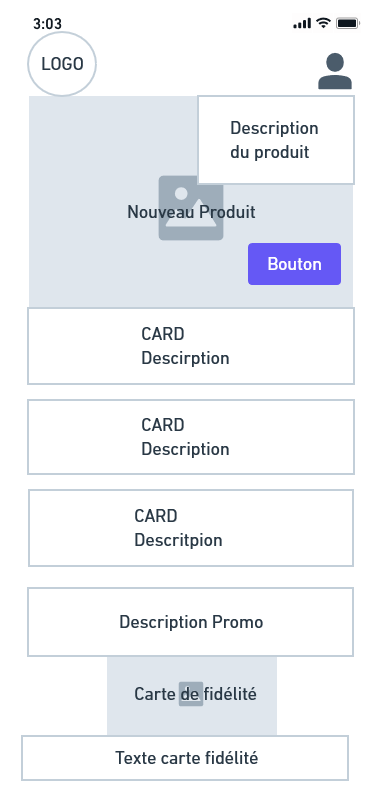 3:03
LOGO
Description
du produit
Nouveau Produit
Bouton
CARD
Descirption
CARD
Description
CARD
Descritpion
Description Promo
Carte de fidélité
Texte carte fidélité